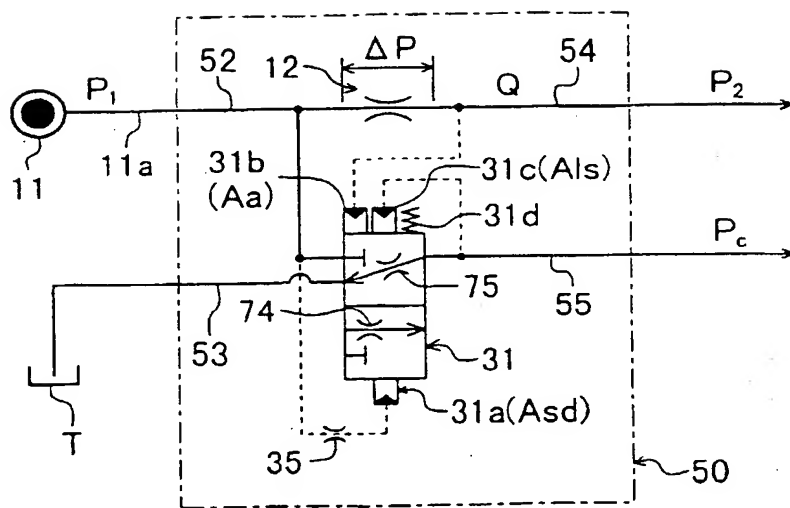 12
ΔP
52
Q
54
P₁
P₂
11
11a
31b
(Aa)
31c(Als)
31d
Pc
75
55
74
53
31
T
31a(Asd)
35
50